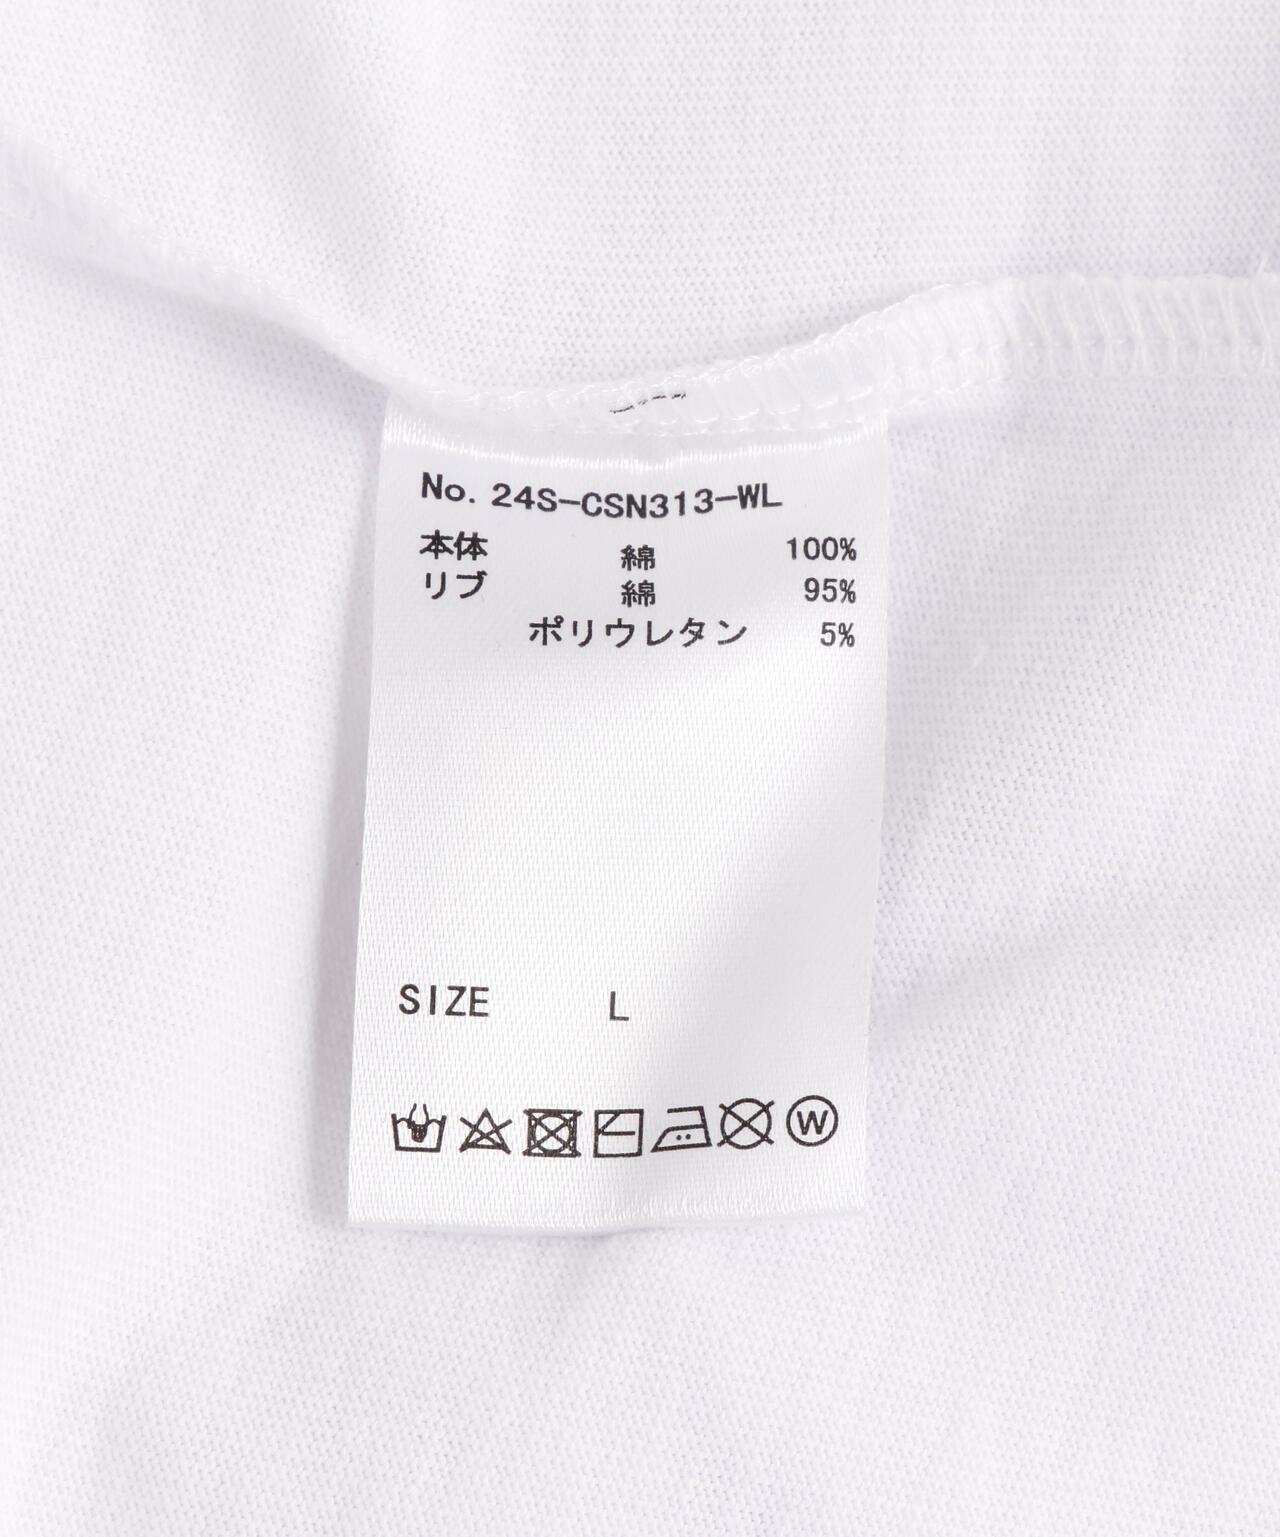 No. 24S-CSN313-WL
本体 綿 100%
リブ 綿 95%
ポリウレタン 5%
SIZE L
W